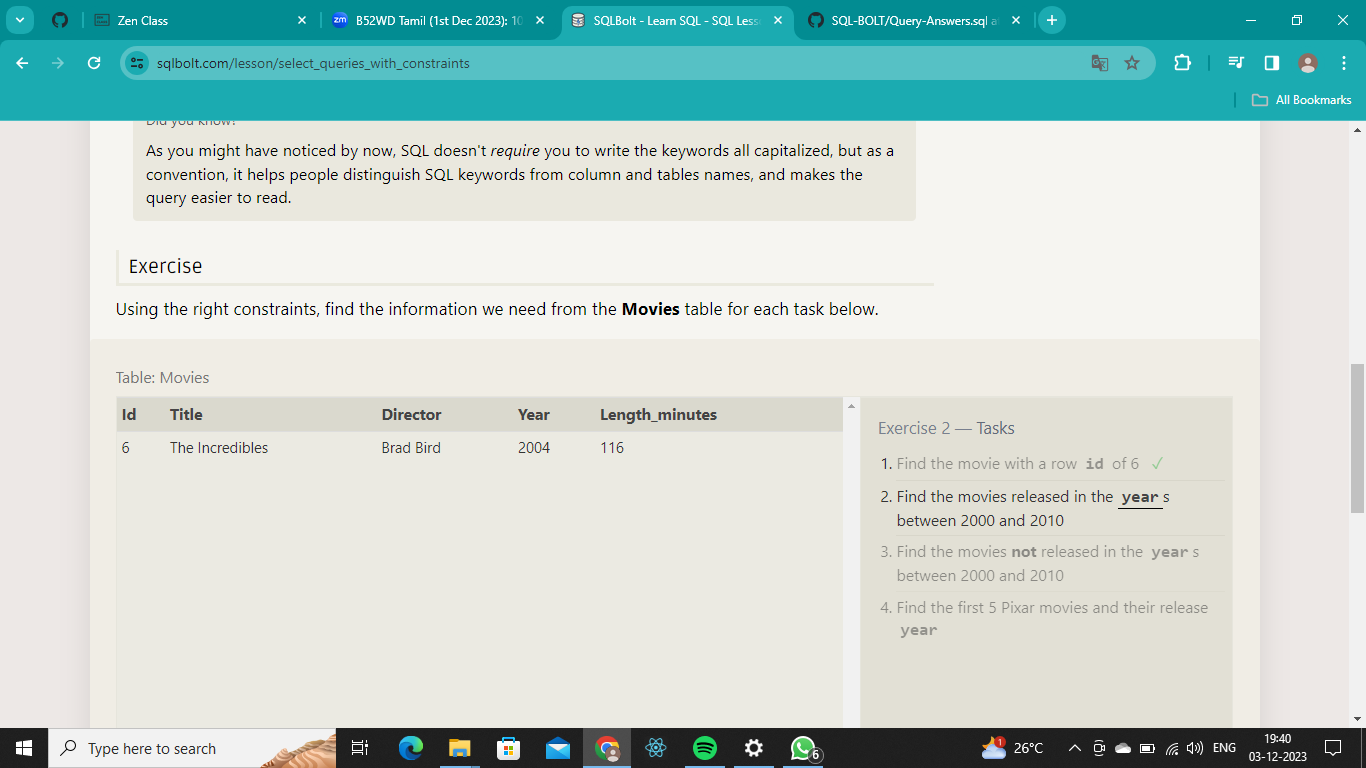 Zen Class
zm B52WD Tamil (1st Dec 2023): 10
SQLBolt - Learn SQL - SQL Less
SQL-BOLT/Query-Answers.sql a
sqlbolt.com/lesson/select_queries_with_constraints
All Bookmarks
Did you know?
As you might have noticed by now, SQL doesn't require you to write the keywords all capitalized, but as a
convention, it helps people distinguish SQL keywords from column and tables names, and makes the
query easier to read.
Exercise
Using the right constraints, find the information we need from the Movies table for each task below.
Table: Movies
Id Title Director Year Length_minutes
6 The Incredibles Brad Bird 2004 116
Exercise 2 — Tasks
1. Find the movie with a row id of 6 ✓
2. Find the movies released in the year s
between 2000 and 2010
3. Find the movies not released in the year s
between 2000 and 2010
4. Find the first 5 Pixar movies and their release
year
Type here to search
6
1
26°C
ENG
19:40
03-12-2023